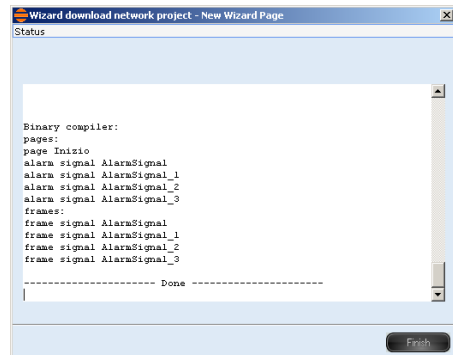 Wizard download network project - New Wizard Page
Status
Binary compiler:
pages:
page Inizio
alarm signal AlarmSignal
alarm signal AlarmSignal_1
alarm signal AlarmSignal_2
alarm signal AlarmSignal_3
frames:
frame signal AlarmSignal
frame signal AlarmSignal_1
frame signal AlarmSignal_2
frame signal AlarmSignal_3
---------------------- Done ----------------------
Finish